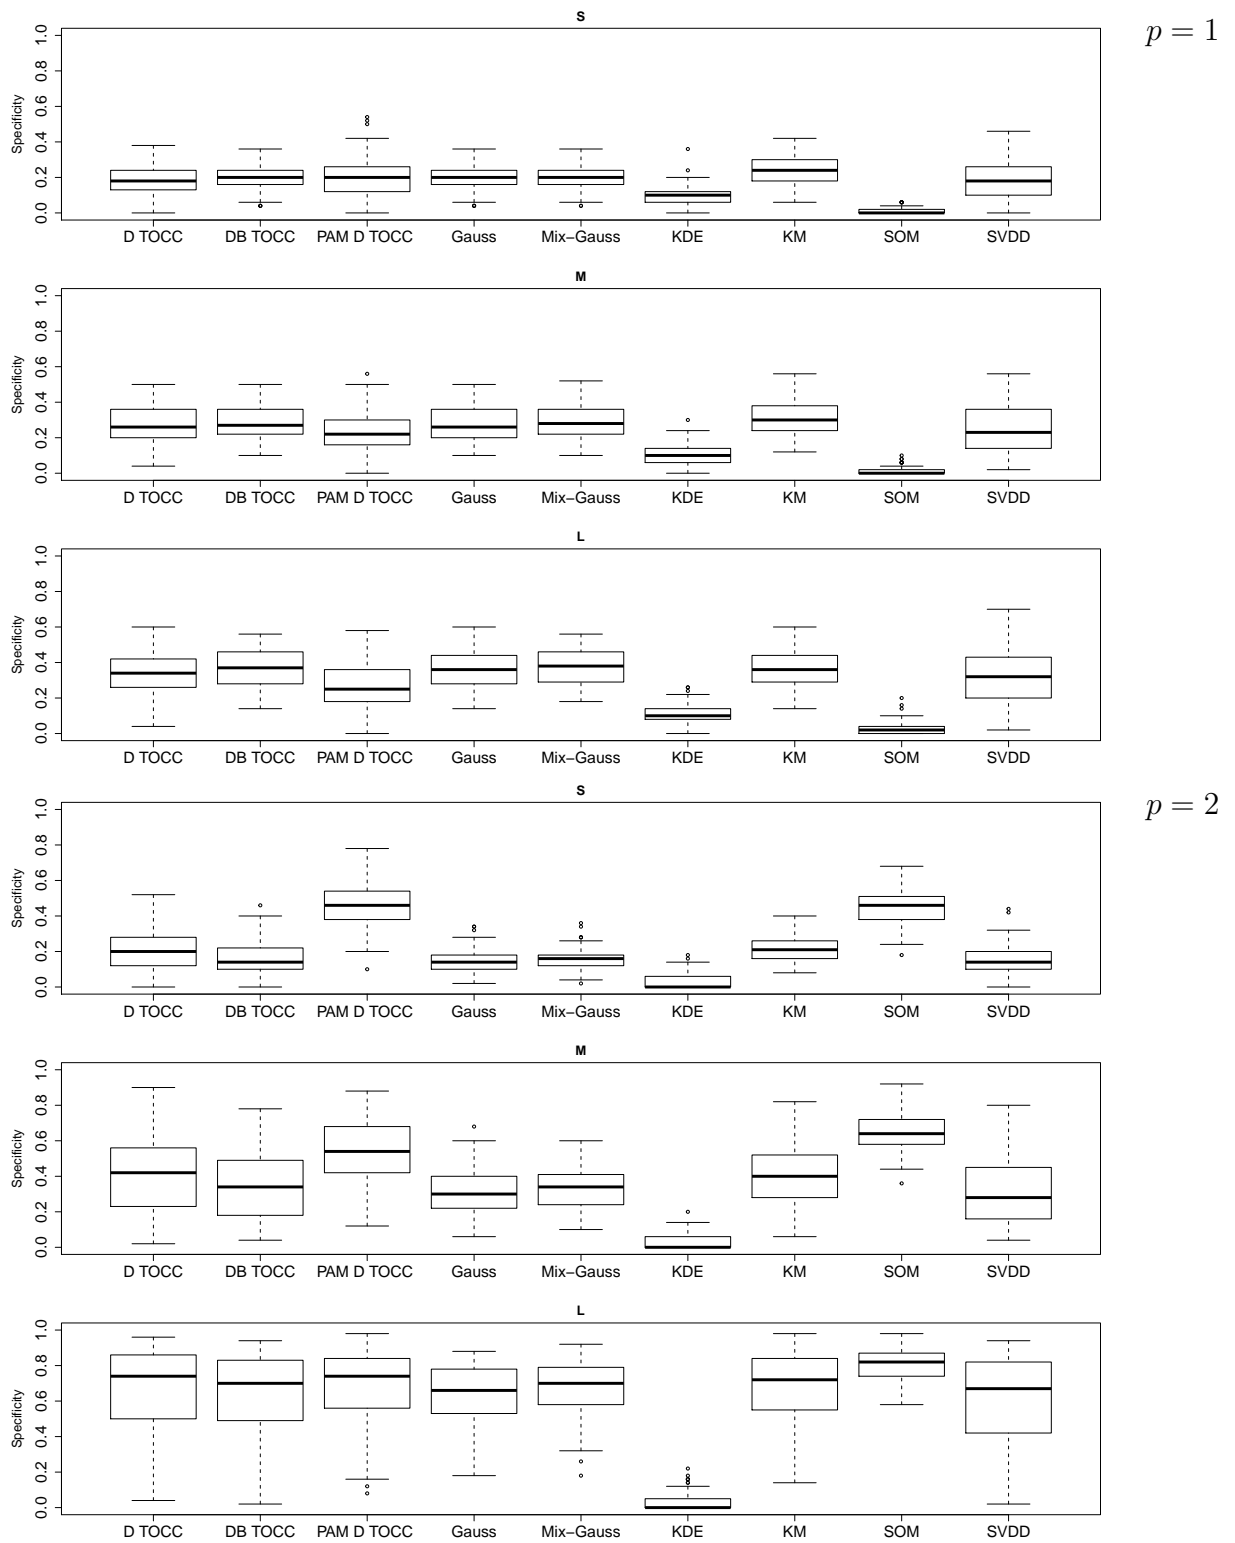 S
p = 1
Specificity
0.0 0.2 0.4 0.6 0.8 1.0
D TOCC DB TOCC PAM D TOCC Gauss Mix−Gauss KDE KM SOM SVDD
M
Specificity
0.0 0.2 0.4 0.6 0.8 1.0
D TOCC DB TOCC PAM D TOCC Gauss Mix−Gauss KDE KM SOM SVDD
L
Specificity
0.0 0.2 0.4 0.6 0.8 1.0
D TOCC DB TOCC PAM D TOCC Gauss Mix−Gauss KDE KM SOM SVDD
S
p = 2
Specificity
0.0 0.2 0.4 0.6 0.8 1.0
D TOCC DB TOCC PAM D TOCC Gauss Mix−Gauss KDE KM SOM SVDD
M
Specificity
0.0 0.2 0.4 0.6 0.8 1.0
D TOCC DB TOCC PAM D TOCC Gauss Mix−Gauss KDE KM SOM SVDD
L
Specificity
0.0 0.2 0.4 0.6 0.8 1.0
D TOCC DB TOCC PAM D TOCC Gauss Mix−Gauss KDE KM SOM SVDD